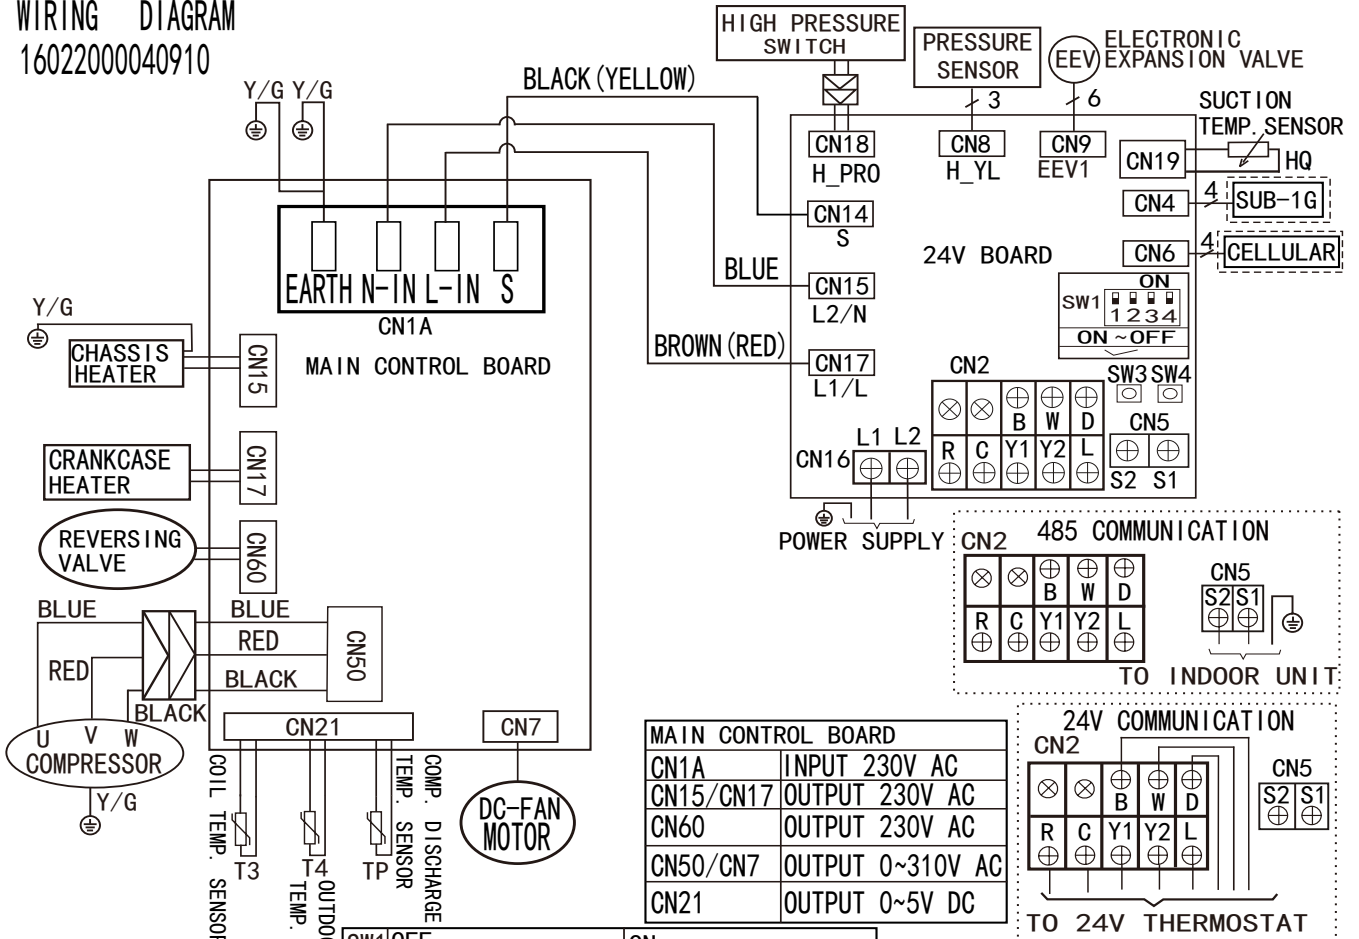 WIRING DIAGRAM
16022000040910
Y/G Y/G
BLACK(YELLOW)
HIGH PRESSURE
SWITCH
PRESSURE
SENSOR
EEV
ELECTRONIC
EXPANSION VALVE
3
6
SUCTION
TEMP. SENSOR
HQ
CN18
H_PRO
CN8
H_YL
CN9
EEV1
CN19
CN4
4
SUB-1G
CN6
4
CELLULAR
CN14
S
24V BOARD
BLUE
CN15
L2/N
SW1
ON
1234
ON~OFF
BROWN(RED)
CN17
L1/L
CN2
B W D
R C Y1 Y2 L
SW3 SW4
CN5
S2 S1
CN16
L1 L2
POWER SUPPLY
EARTH N-IN L-IN S
CN1A
MAIN CONTROL BOARD
Y/G
CHASSIS
HEATER
CN15
CRANKCASE
HEATER
CN17
REVERSING
VALVE
CN60
BLUE
BLUE
RED
RED
BLACK
BLACK
CN50
U V W
COMPRESSOR
Y/G
CN21
CN7
DC-FAN
MOTOR
COIL TEMP. SENSOR
T3
T4
OUTDOO
TEMP.
TP
COMP. DISCHARGE
TEMP. SENSOR
MAIN CONTROL BOARD
CN1A INPUT 230V AC
CN15/CN17 OUTPUT 230V AC
CN60 OUTPUT 230V AC
CN50/CN7 OUTPUT 0~310V AC
CN21 OUTPUT 0~5V DC
485 COMMUNICATION
CN2
B W D
R C Y1 Y2 L
CN5
S2 S1
TO INDOOR UNIT
24V COMMUNICATION
CN2
B W D
R C Y1 Y2 L
CN5
S2 S1
TO 24V THERMOSTAT
SW1 OFF ON